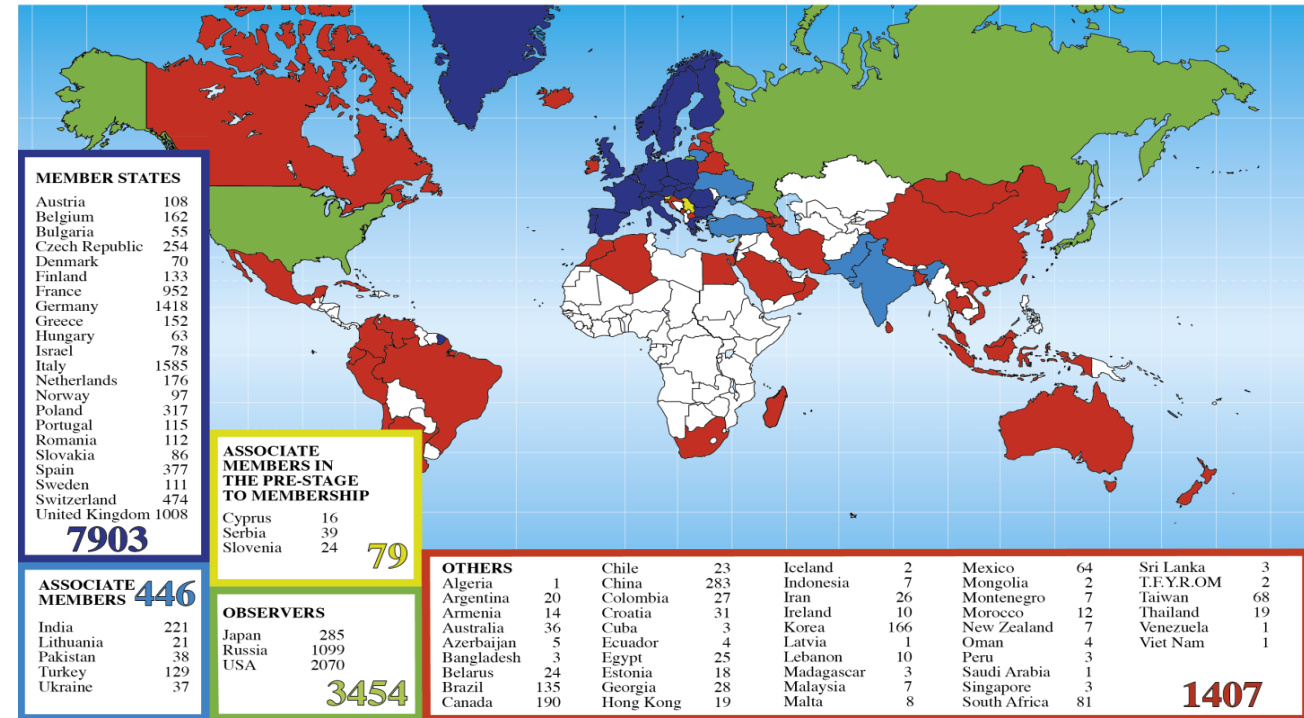 MEMBER STATES
Austria 108
Belgium 162
Bulgaria 55
Czech Republic 254
Denmark 70
Finland 133
France 952
Germany 1418
Greece 152
Hungary 63
Israel 78
Italy 1585
Netherlands 176
Norway 97
Poland 317
Portugal 115
Romania 112
Slovakia 86
Spain 377
Sweden 111
Switzerland 474
United Kingdom 1008
7903
ASSOCIATE
MEMBERS 446
India 221
Lithuania 21
Pakistan 38
Turkey 129
Ukraine 37
ASSOCIATE
MEMBERS IN
THE PRE-STAGE
TO MEMBERSHIP
Cyprus 16
Serbia 39
Slovenia 24
79
OBSERVERS
Japan 285
Russia 1099
USA 2070
3454
OTHERS
Algeria 1
Argentina 20
Armenia 14
Australia 36
Azerbaijan 5
Bangladesh 3
Belarus 24
Brazil 135
Canada 190
Chile 23
China 283
Colombia 27
Croatia 31
Cuba 3
Ecuador 4
Egypt 25
Estonia 18
Georgia 28
Hong Kong 19
Iceland 2
Indonesia 7
Iran 26
Ireland 10
Korea 166
Latvia 1
Lebanon 10
Madagascar 3
Malaysia 7
Malta 8
Mexico 64
Mongolia 2
Montenegro 7
Morocco 12
New Zealand 7
Oman 4
Peru 3
Saudi Arabia 1
Singapore 3
South Africa 81
Sri Lanka 3
T.F.Y.R.OM 2
Taiwan 68
Thailand 19
Venezuela 1
Viet Nam 1
1407